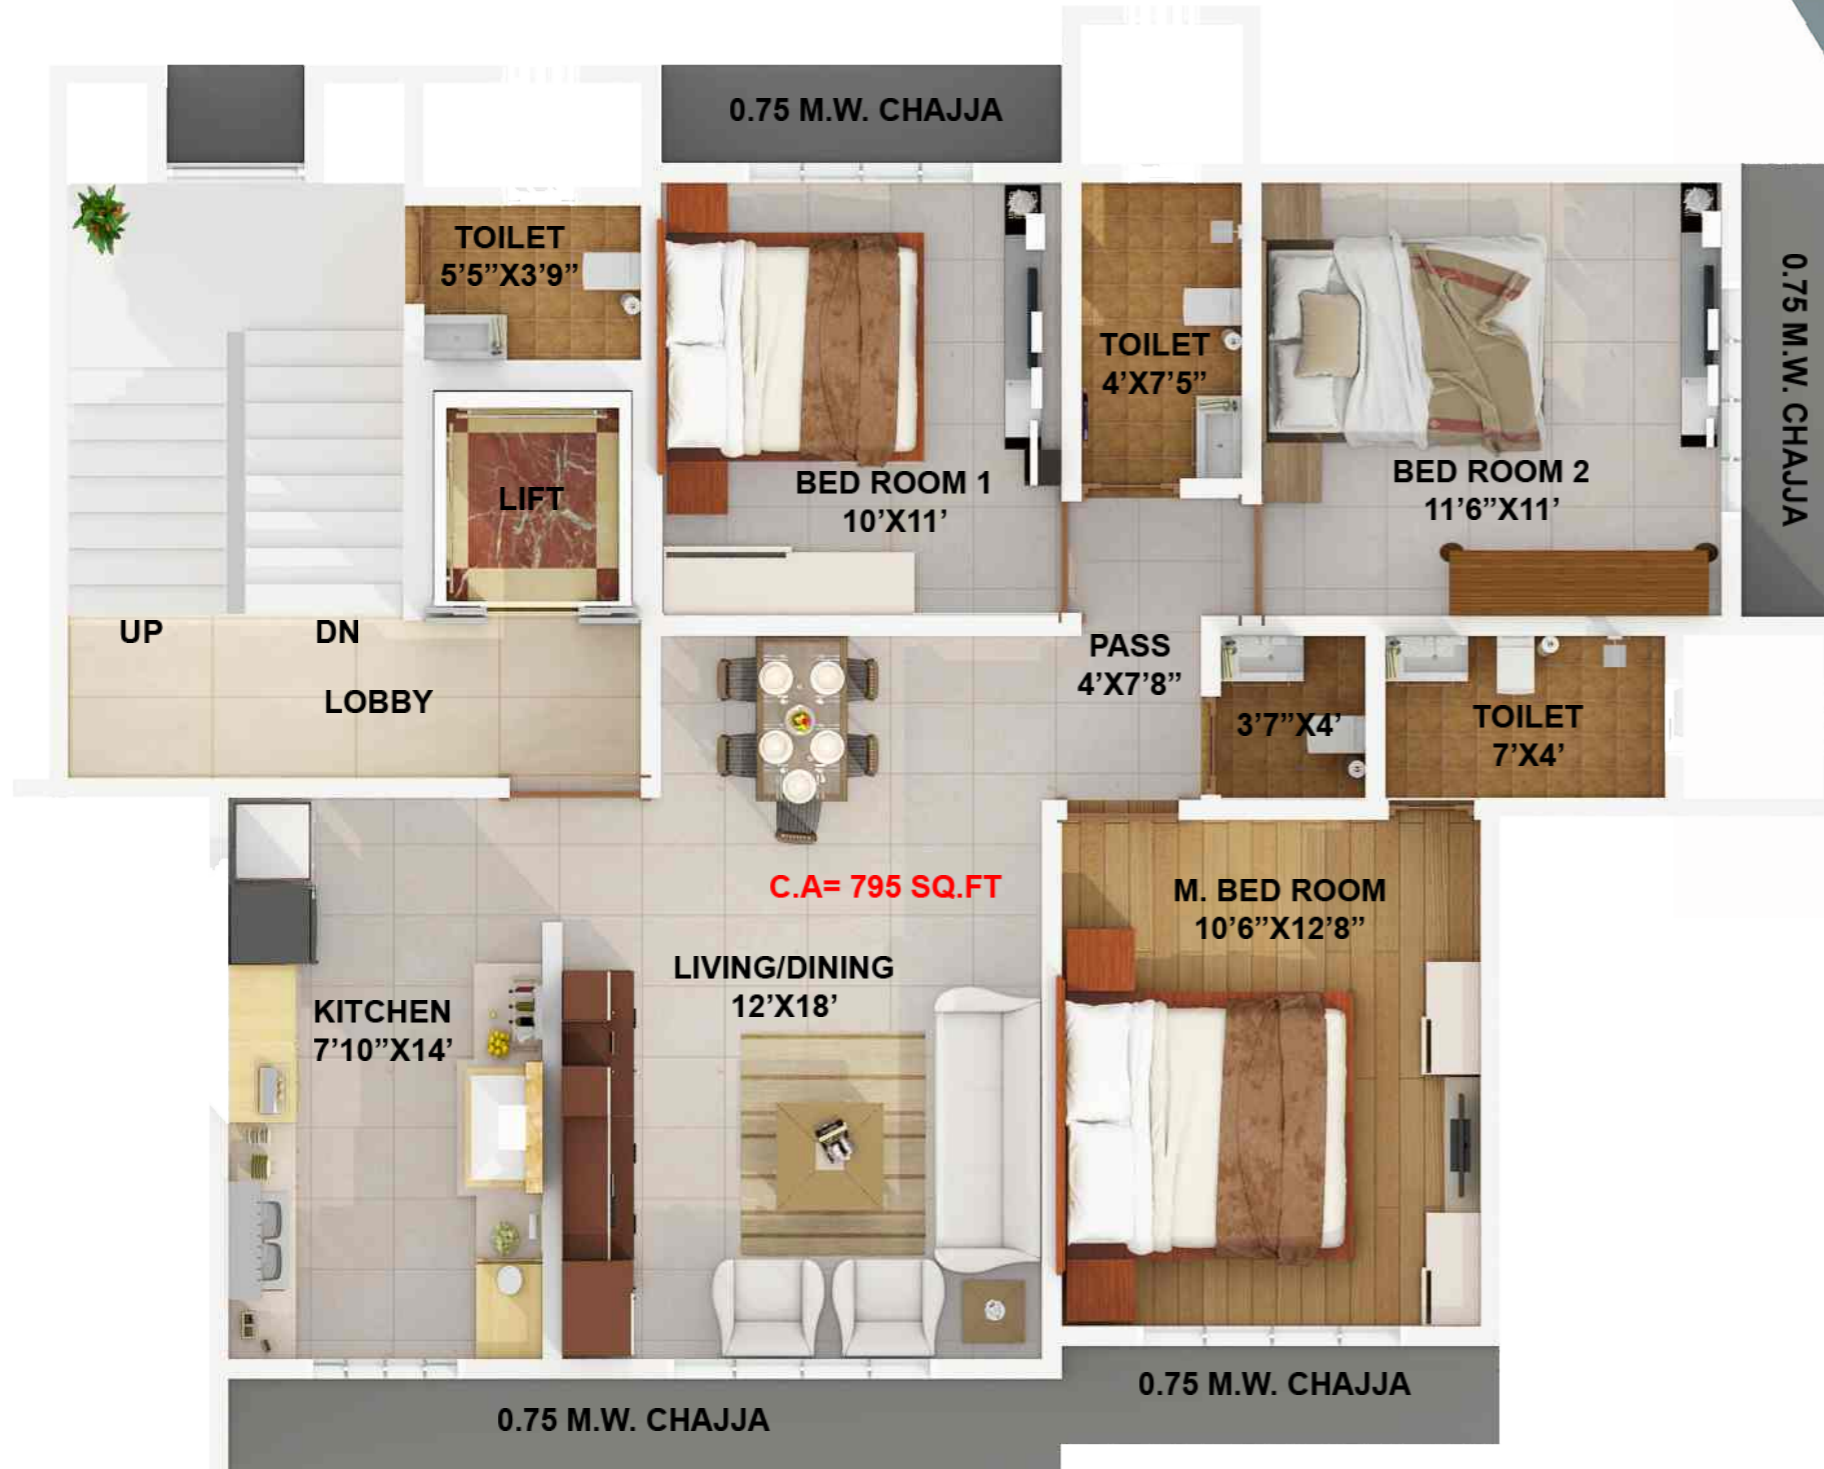 0.75 M.W. CHAJJA
TOILET
5’5”X3’9”
TOILET
4’X7’5”
0.75 M.W. CHAJJA
BED ROOM 1
10’X11’
BED ROOM 2
11’6”X11’
LIFT
UP
DN
LOBBY
PASS
4’X7’8”
3’7”X4’
TOILET
7’X4’
C.A= 795 SQ.FT
M. BED ROOM
10’6”X12’8”
LIVING/DINING
12’X18’
KITCHEN
7’10”X14’
0.75 M.W. CHAJJA
0.75 M.W. CHAJJA